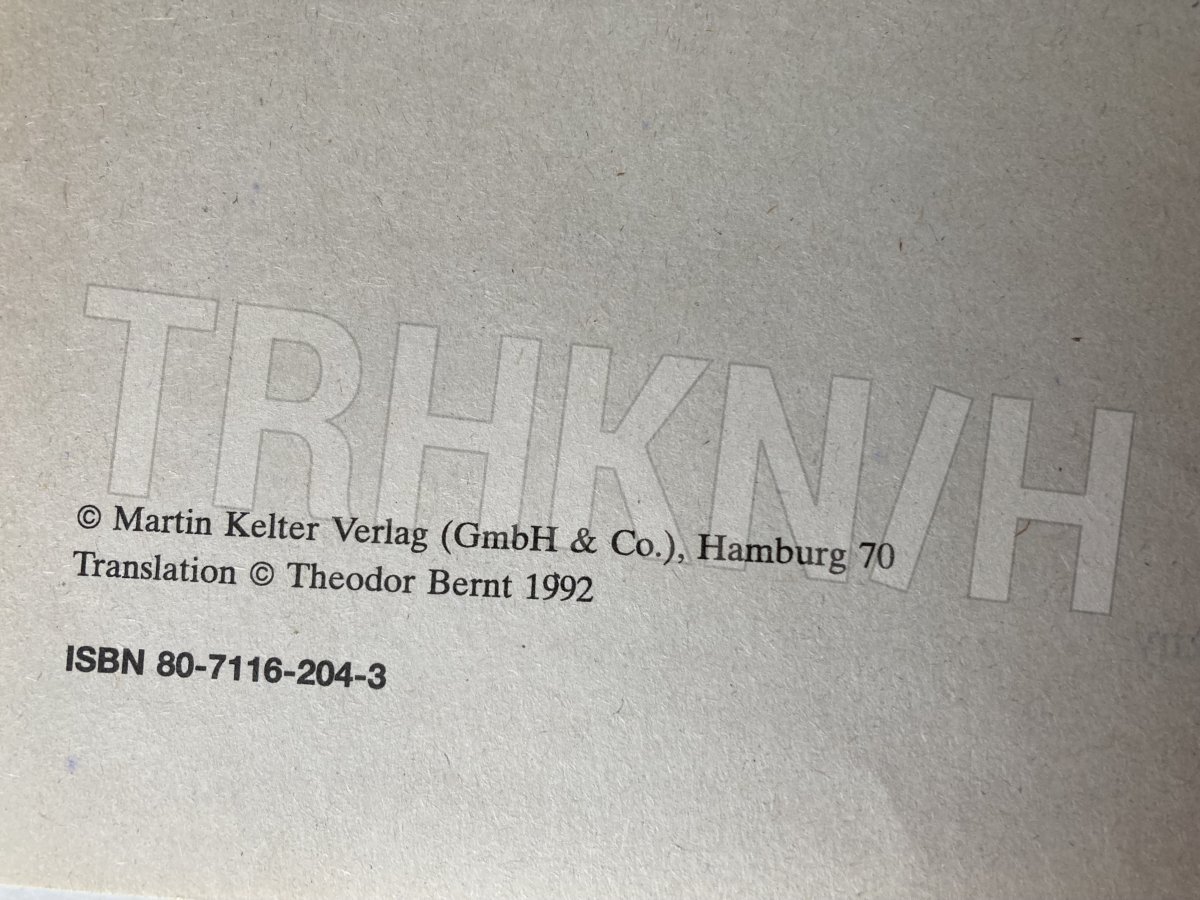 TRHKN/H
© Martin Kelter Verlag (GmbH & Co.), Hamburg 70
Translation © Theodor Bernt 1992
ISBN 80-7116-204-3